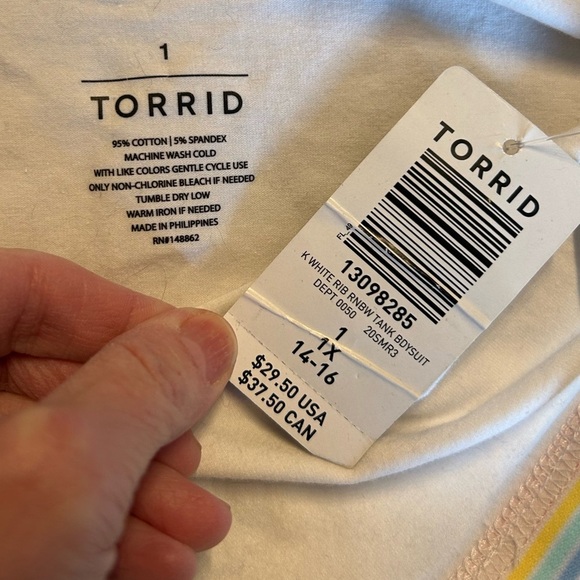 1
TORRID
95% COTTON | 5% SPANDEX
MACHINE WASH COLD
WITH LIKE COLORS GENTLE CYCLE USE
ONLY NON-CHLORINE BLEACH IF NEEDED
TUMBLE DRY LOW
WARM IRON IF NEEDED
MADE IN PHILIPPINES
RN#148862
TORRID
13098285
K WHITE RIB RNBW TANK BDYSUIT
DEPT 0050 20SMR3
1
1X
14-16
$29.50 USA
$37.50 CAN